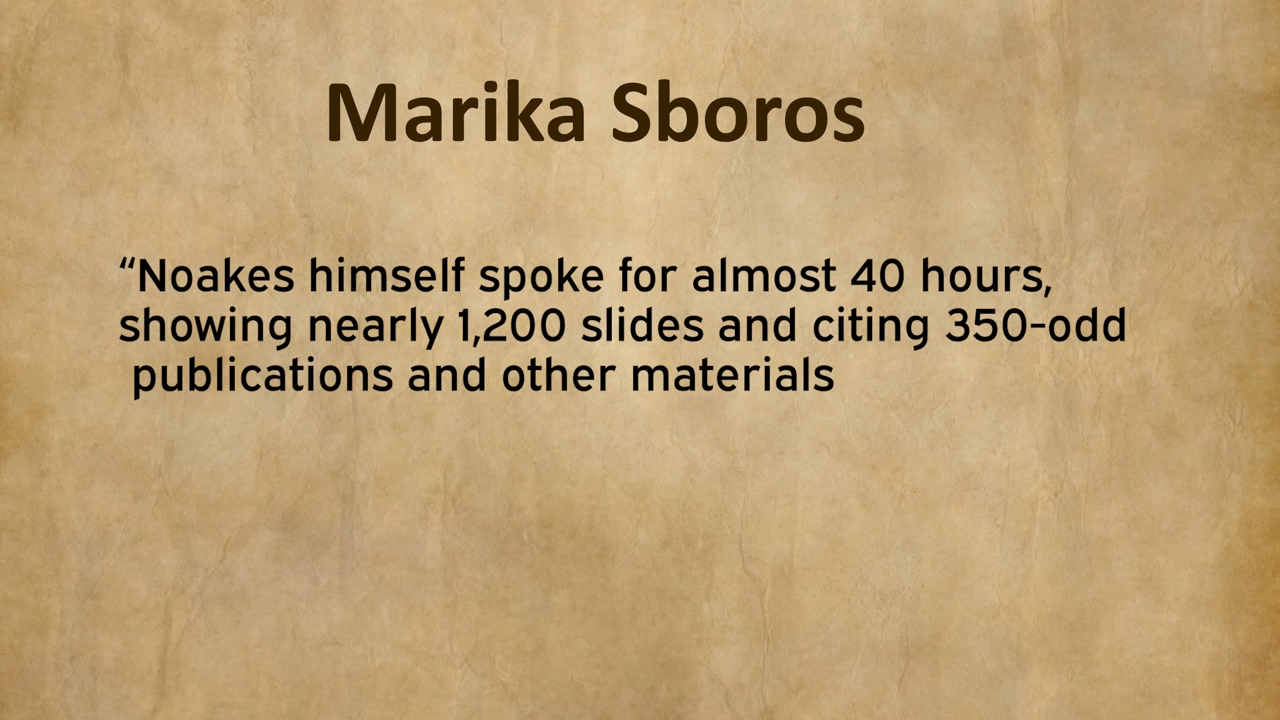 Marika Sboros
“Noakes himself spoke for almost 40 hours,
showing nearly 1,200 slides and citing 350-odd
publications and other materials